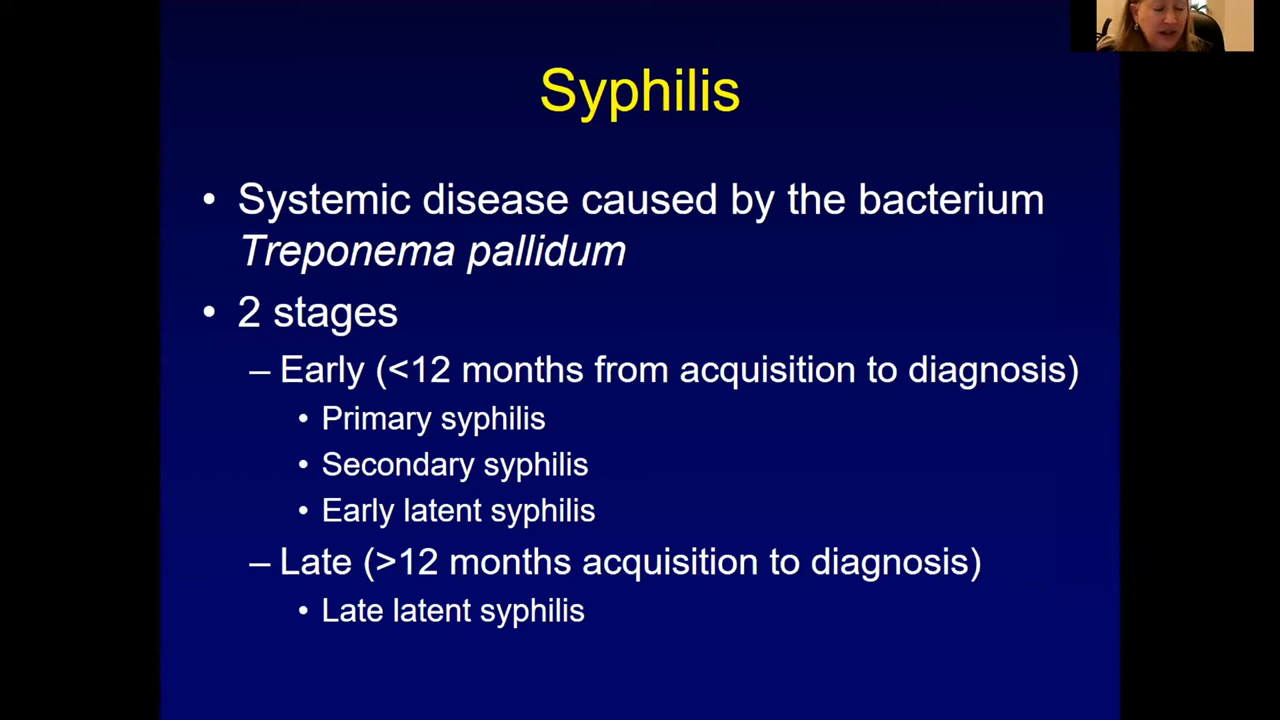 Syphilis
• Systemic disease caused by the bacterium
Treponema pallidum
• 2 stages
– Early (<12 months from acquisition to diagnosis)
• Primary syphilis
• Secondary syphilis
• Early latent syphilis
– Late (>12 months acquisition to diagnosis)
• Late latent syphilis